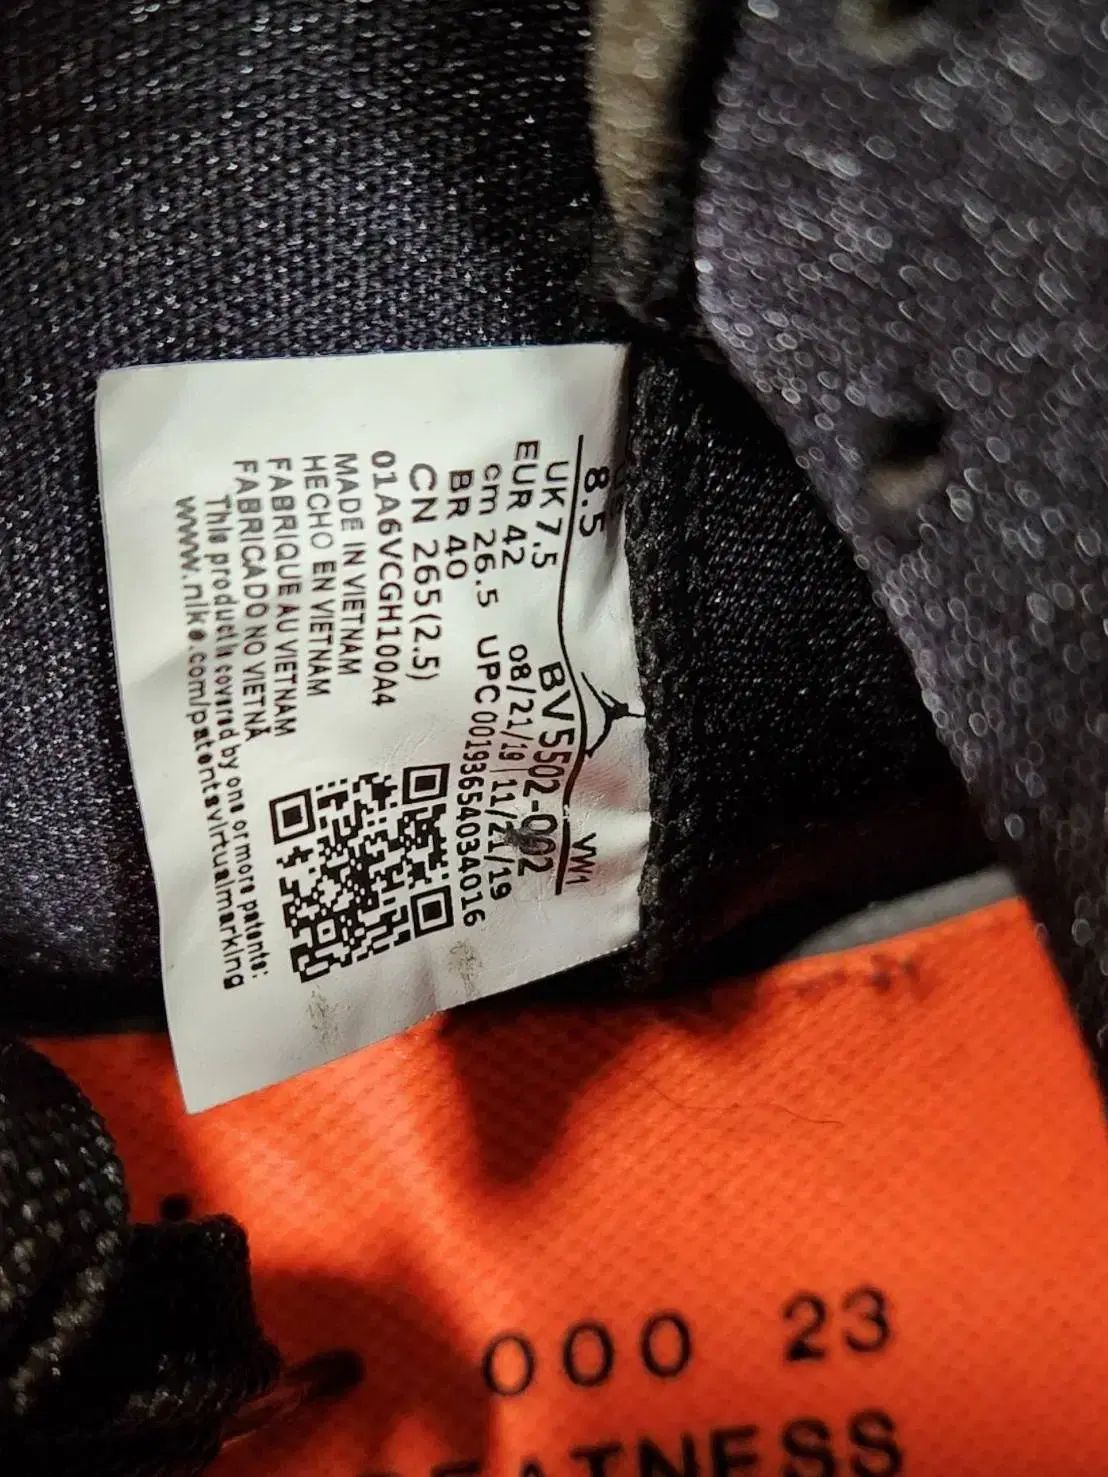 8.5
VW1
UK 7.5
EUR 42
BV5502-002
cm 26.5
08/21/19 11/21/19
BR 40
UPC 00193654034016
CN 265(2.5)
01A6VCGH100A4
MADE IN VIETNAM
HECHO EN VIETNAM
FABRIQUE AU VIETNAM
FABRICADO NO VIETNÃ
This product is covered by one or more patents:
www.nike.com/patentsvirtualmarking
000 23